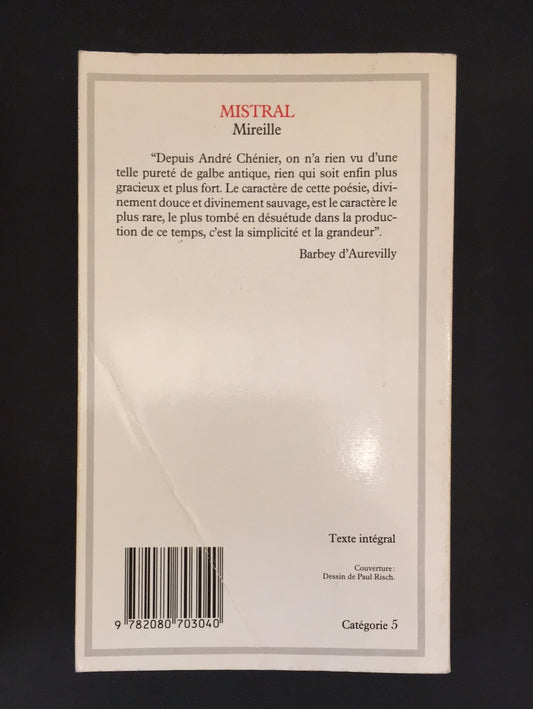 MISTRAL
Mireille
"Depuis André Chénier, on n'a rien vu d'une
telle pureté de galbe antique, rien qui soit enfin plus
gracieux et plus fort. Le caractère de cette poésie, divi-
nement douce et divinement sauvage, est le caractère le
plus rare, le plus tombé en désuétude dans la produc-
tion de ce temps, c'est la simplicité et la grandeur".
Barbey d'Aurevilly
Texte intégral
Couverture:
Dessin de Paul Risch.
9 782080 703040
Catégorie 5